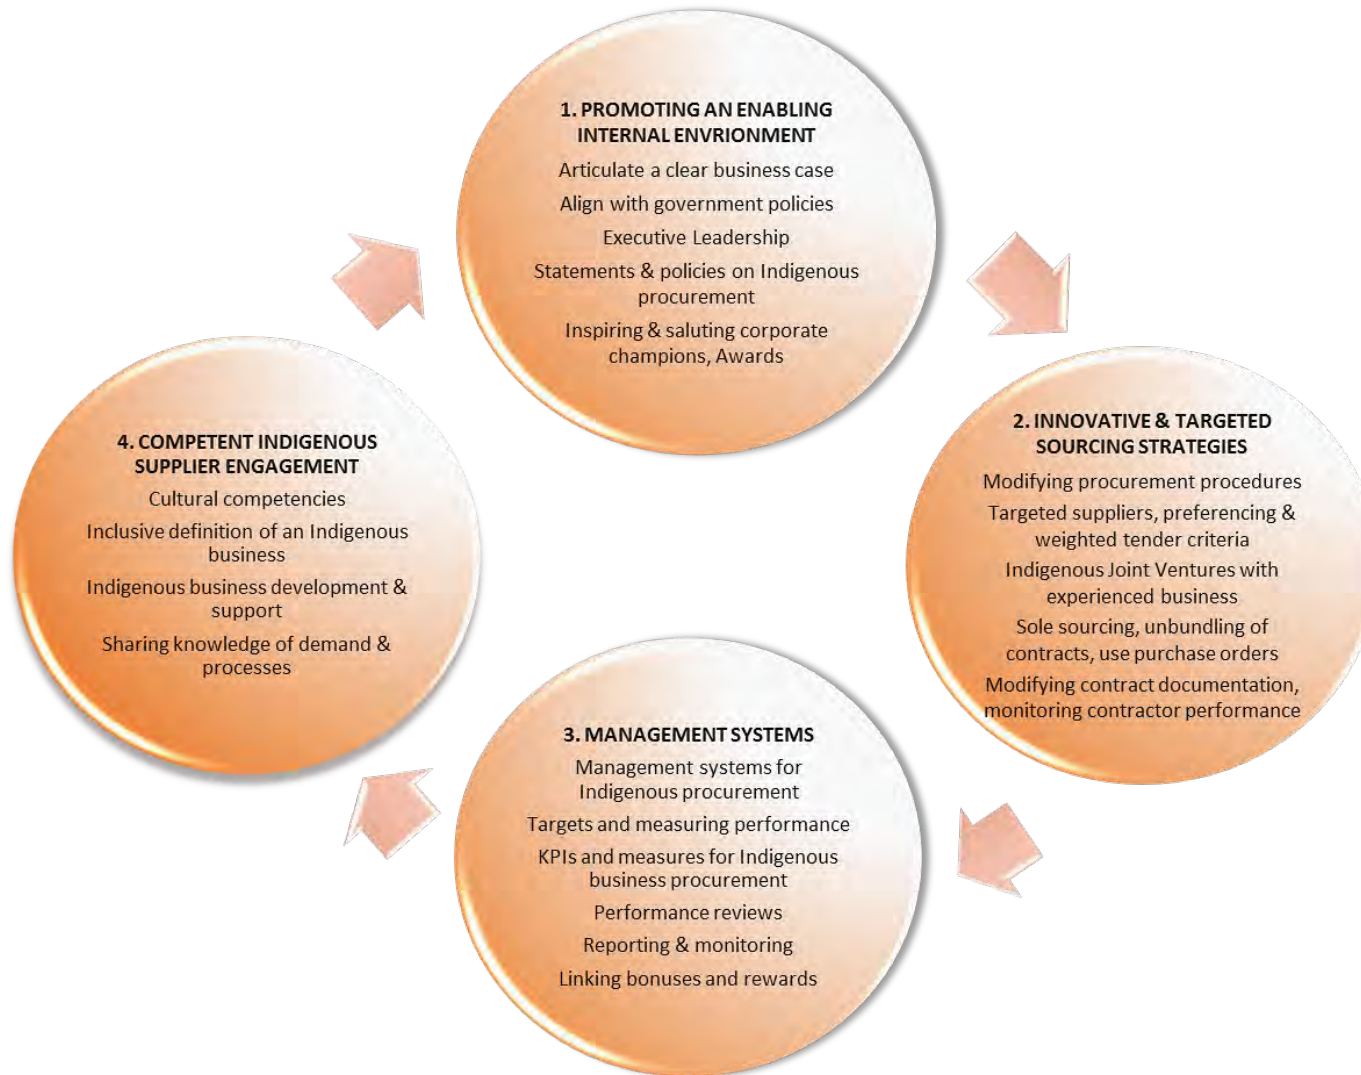 1. PROMOTING AN ENABLING
INTERNAL ENVRIONMENT
Articulate a clear business case
Align with government policies
Executive Leadership
Statements & policies on Indigenous
procurement
Inspiring & saluting corporate
champions, Awards
2. INNOVATIVE & TARGETED
SOURCING STRATEGIES
Modifying procurement procedures
Targeted suppliers, preferencing &
weighted tender criteria
Indigenous Joint Ventures with
experienced business
Sole sourcing, unbundling of
contracts, use purchase orders
Modifying contract documentation,
monitoring contractor performance
3. MANAGEMENT SYSTEMS
Management systems for
Indigenous procurement
Targets and measuring performance
KPIs and measures for Indigenous
business procurement
Performance reviews
Reporting & monitoring
Linking bonuses and rewards
4. COMPETENT INDIGENOUS
SUPPLIER ENGAGEMENT
Cultural competencies
Inclusive definition of an Indigenous
business
Indigenous business development &
support
Sharing knowledge of demand &
processes